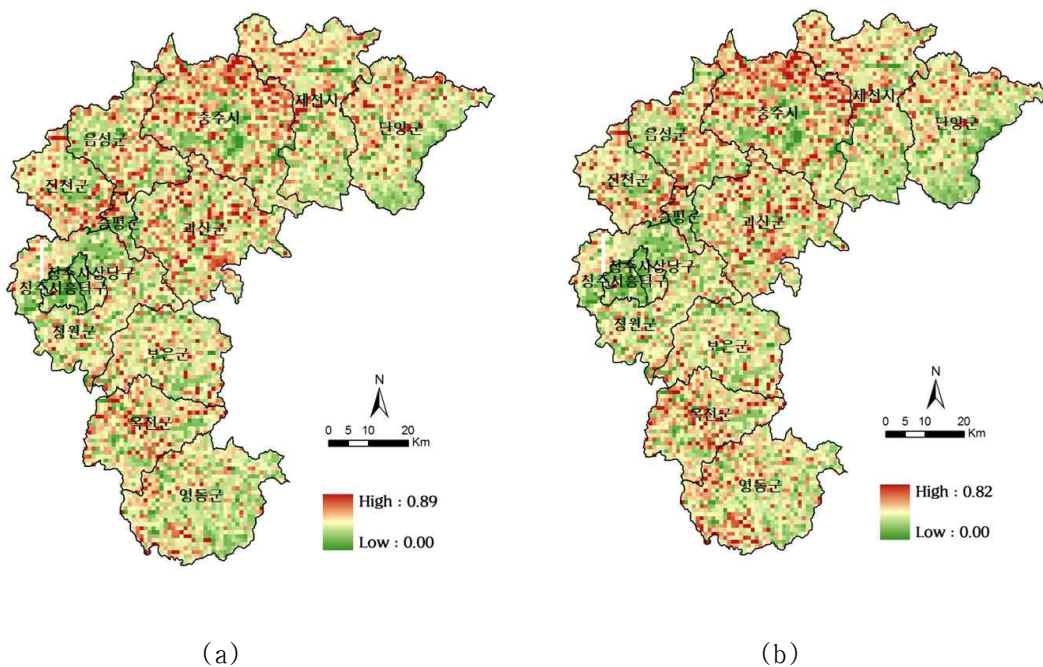 제천시
충주시
단양군
음성군
진천군
증평군
괴산군
청주시상당구
청주시흥덕구
청원군
보은군
옥천군
영동군
N
0 5 10 20
Km
High : 0.89
Low : 0.00
(a)
제천시
충주시
단양군
음성군
진천군
증평군
괴산군
청주시상당구
청주시흥덕구
청원군
보은군
옥천군
영동군
N
0 5 10 20
Km
High : 0.82
Low : 0.00
(b)